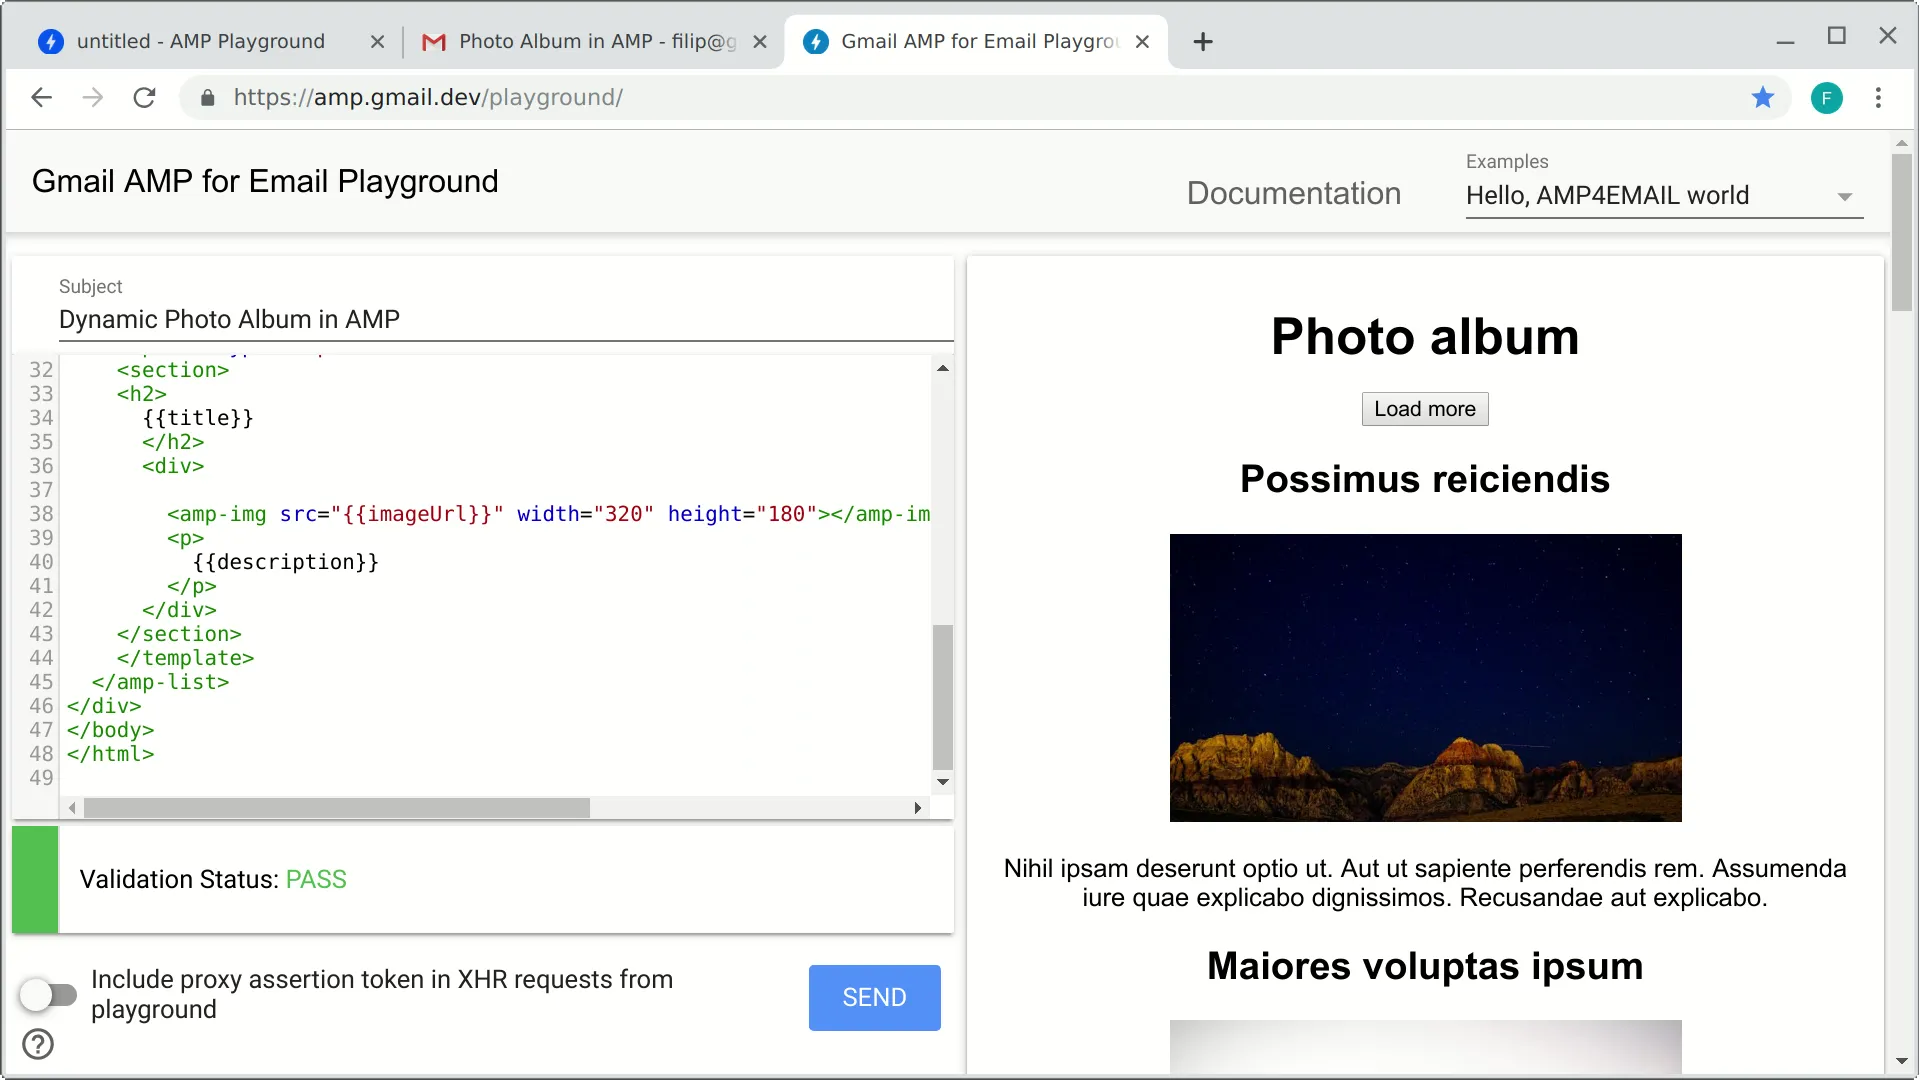 untitled - AMP Playground
Photo Album in AMP - filip@g
Gmail AMP for Email Playgrou
https://amp.gmail.dev/playground/
F
Gmail AMP for Email Playground
Documentation
Examples
Hello, AMP4EMAIL world
Subject
Dynamic Photo Album in AMP
32 <section>
33 <h2>
34 {{title}}
35 </h2>
36 <div>
37
38 <amp-img src="{{imageUrl}}" width="320" height="180"></amp-im
39 <p>
40 {{description}}
41 </p>
42 </div>
43 </section>
44 </template>
45 </amp-list>
46 </div>
47 </body>
48 </html>
49
Validation Status: PASS
Include proxy assertion token in XHR requests from
playground
SEND
Photo album
Load more
Possimus reiciendis
Nihil ipsam deserunt optio ut. Aut ut sapiente perferendis rem. Assumenda
iure quae explicabo dignissimos. Recusandae aut explicabo.
Maiores voluptas ipsum